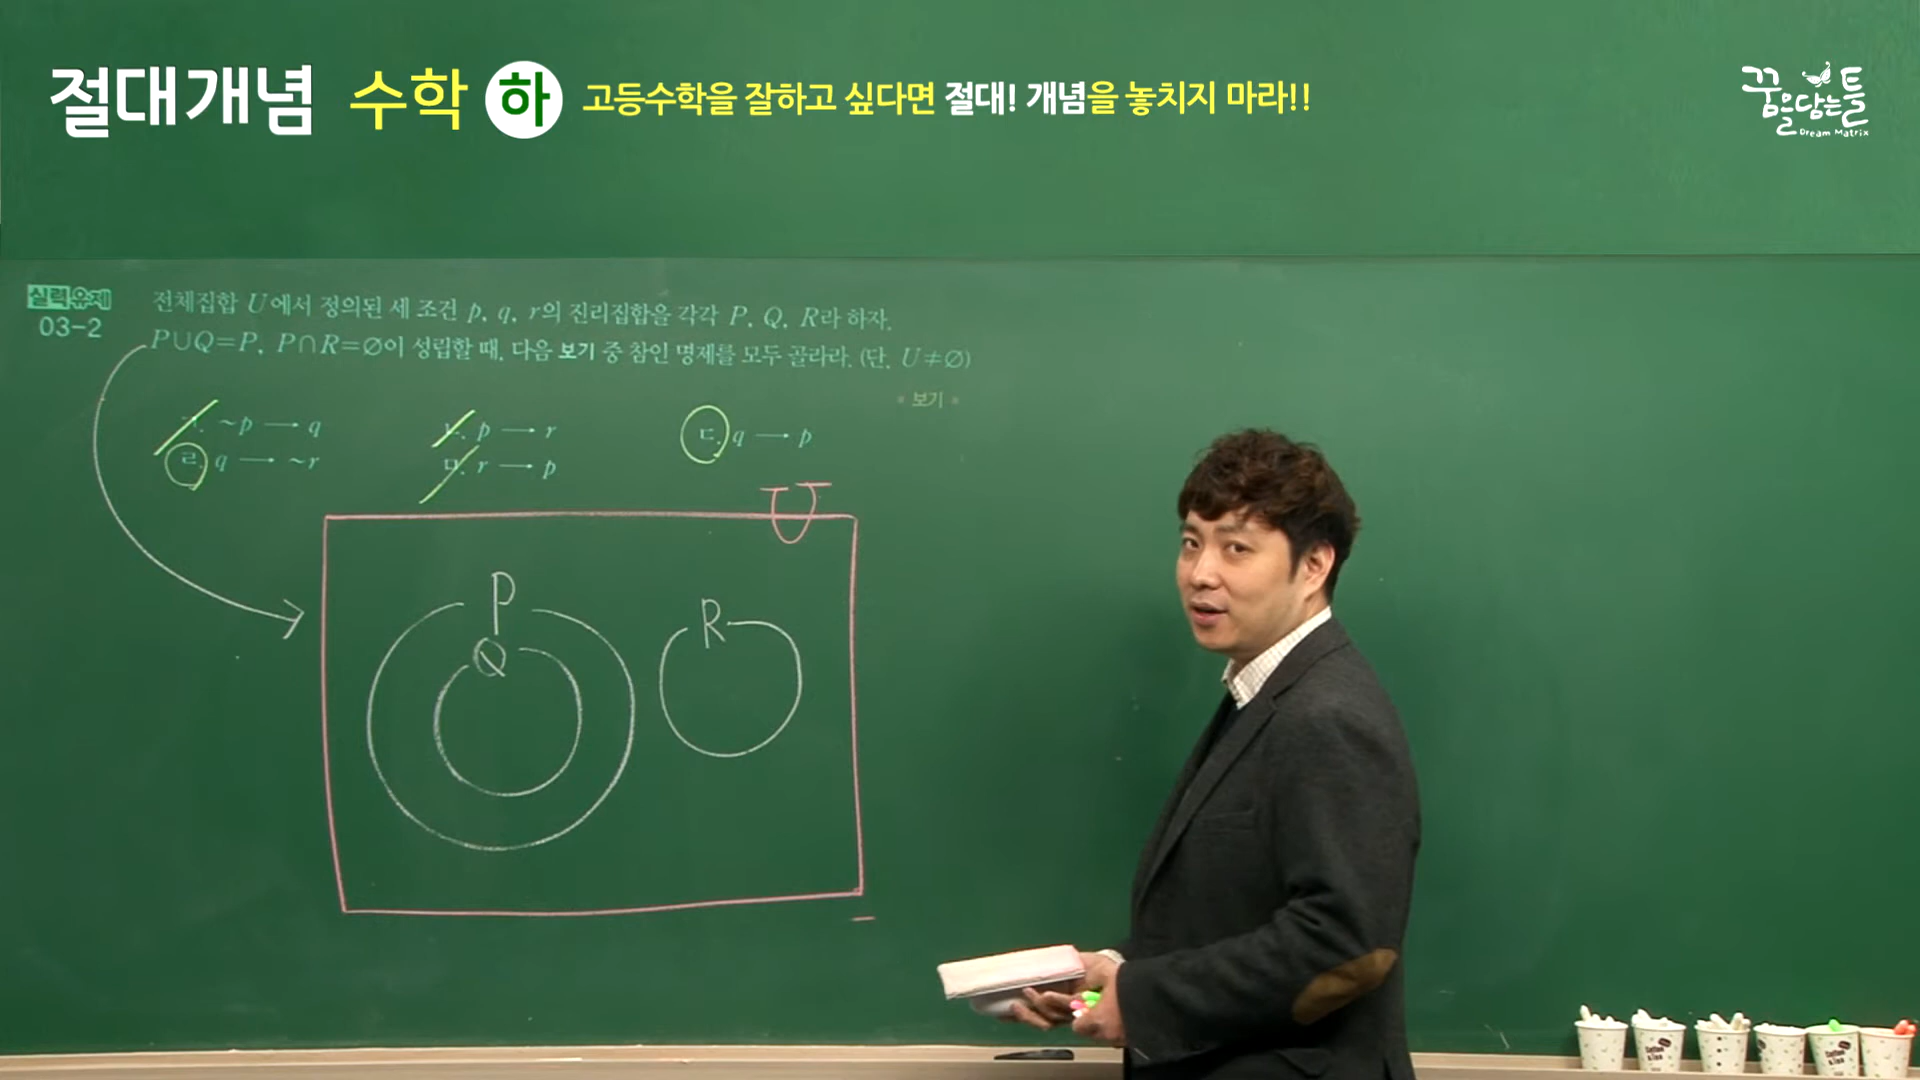 절대개념 수학 하 고등수학을 잘하고 싶다면 절대! 개념을 놓치지 마라!!
꿈을담는틀
Dream Matrix
실력유제
03-2
전체집합 U에서 정의된 세 조건 p, q, r의 진리집합을 각각 P, Q, R라 하자.
P∪Q=P, P∩R=∅이 성립할 때, 다음 보기 중 참인 명제를 모두 골라라. (단, U≠∅)
보기
ㄱ. ~p → q ㄴ. p → r ㄷ. q → p
ㄹ. q → ~r ㅁ. r → p
U
P
R
Q